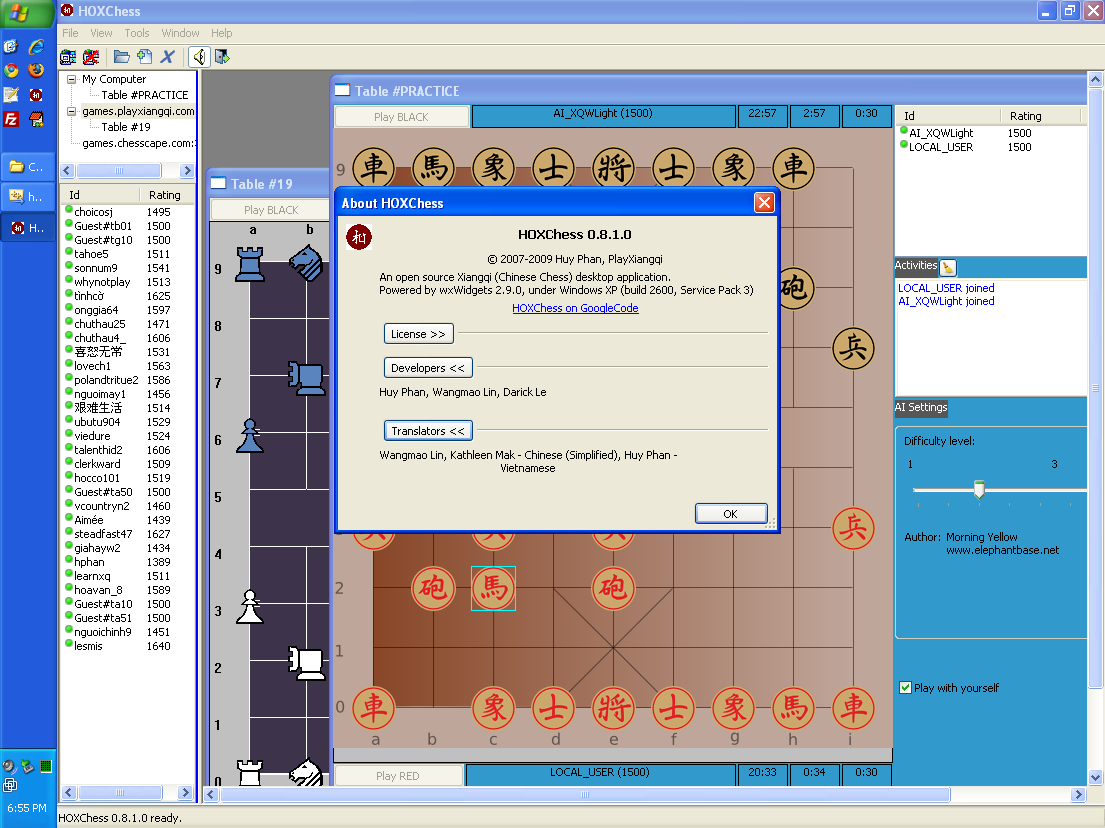 HOXChess
File View Tools Window Help
My Computer
Table #PRACTICE
games.playxiangqi.com
Table #19
games.chesscape.com:
C..
h..
H..
6:55 PM
Id Rating
choicosj 1495
Guest#tb01 1500
Guest#tg10 1500
tahoe5 1511
sonnum9 1541
whynotplay 1513
tìnhcờ 1625
onggia64 1597
chuthau25 1471
chuthau4_ 1606
喜怒无常 1531
lovech1 1563
polandtritue2 1586
nguoimay1 1456
艰难生活 1514
ubutu904 1529
viedure 1524
talenthid2 1606
clerkward 1509
hocco101 1519
Guest#ta50 1500
vcountryn2 1460
Aimée 1439
steadfast47 1627
giahayw2 1434
hphan 1389
learnxq 1511
hoavan_8 1589
Guest#ta10 1500
Guest#ta51 1500
nguoichinh9 1451
lesmis 1640
HOXChess 0.8.1.0 ready.
Table #19
Play BLACK
a b
9
8
7
6
5
4
3
2
1
0
Table #PRACTICE
Play BLACK AI_XQWLight (1500) 22:57 2:57 0:30
9 車 馬 象 士 將 士 象 車
砲
兵
About HOXChess
HOXChess 0.8.1.0
© 2007-2009 Huy Phan, PlayXiangqi
An open source Xiangqi (Chinese Chess) desktop application.
Powered by wxWidgets 2.9.0, under Windows XP (build 2600, Service Pack 3)
HOXChess on GoogleCode
License >>
Developers <<
Huy Phan, Wangmao Lin, Darick Le
Translators <<
Wangmao Lin, Kathleen Mak - Chinese (Simplified), Huy Phan -
Vietnamese
OK
兵
2 砲 馬 砲
1
0 車 象 士 將 士 象 馬 車
a b c d e f g h i
Play RED LOCAL_USER (1500) 20:33 0:34 0:30
Id Rating
AI_XQWLight 1500
LOCAL_USER 1500
Activities
LOCAL_USER joined
AI_XQWLight joined
AI Settings
Difficulty level:
1 3
Author: Morning Yellow
www.elephantbase.net
Play with yourself